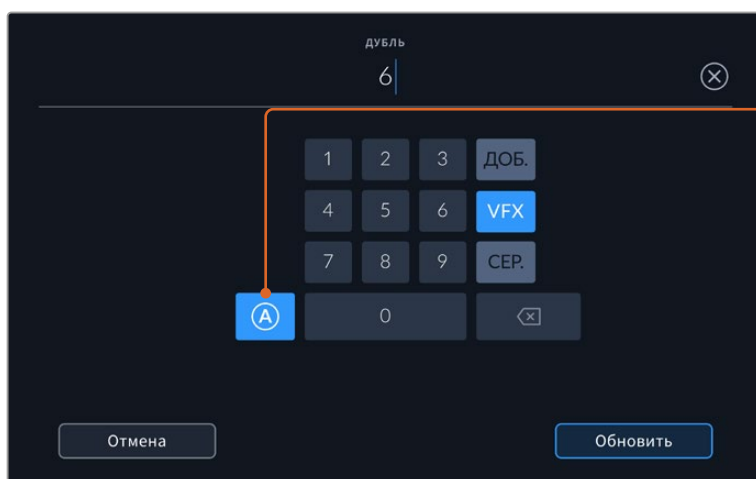 ДУБЛЬ
6
1 2 3 ДОБ.
4 5 6 VFX
7 8 9 СЕР.
A 0
Отмена Обновить